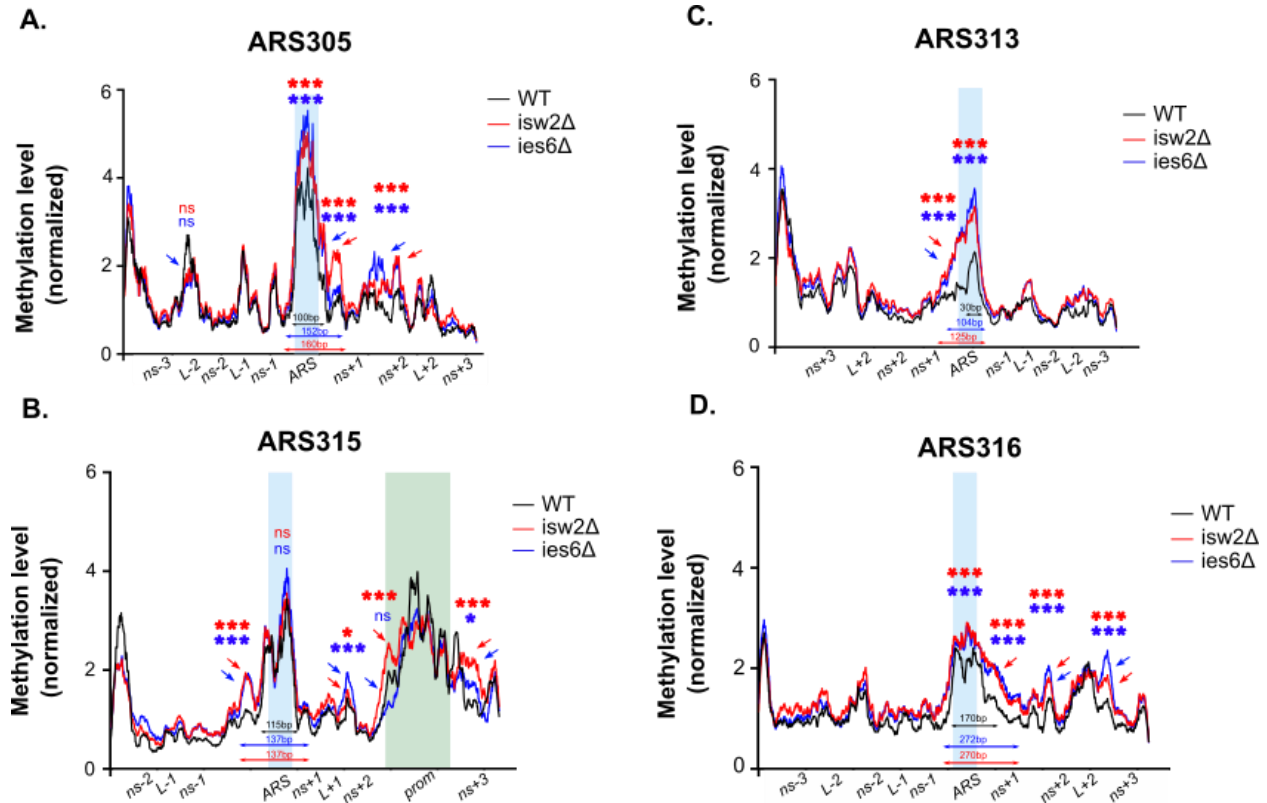 A.
ARS305
Methylation level
(normalized)
6
4
2
0
***
***
ns
ns
***
***
***
***
WT
isw2Δ
ies6Δ
100bp
152bp
160bp
ns-3
L-2
ns-2
L-1
ns-1
ARS
ns+1
ns+2
L+2
ns+3
C.
ARS313
Methylation level
(normalized)
6
4
2
0
***
***
***
***
WT
isw2Δ
ies6Δ
30bp
104bp
125bp
ns+3
L+2
ns+2
ns+1
ARS
ns-1
L-1
ns-2
L-2
ns-3
B.
ARS315
Methylation level
(normalized)
6
4
2
0
ns
ns
***
***
*
***
***
ns
***
*
WT
isw2Δ
ies6Δ
115bp
137bp
137bp
ns-2
L-1
ns-1
ARS
ns+1
L+1
ns+2
prom
ns+3
D.
ARS316
Methylation level
(normalized)
6
4
2
0
***
***
***
***
***
***
***
***
WT
isw2Δ
ies6Δ
170bp
272bp
270bp
ns-3
L-2
ns-2
L-1
ns-1
ARS
ns+1
ns+2
L+2
ns+3